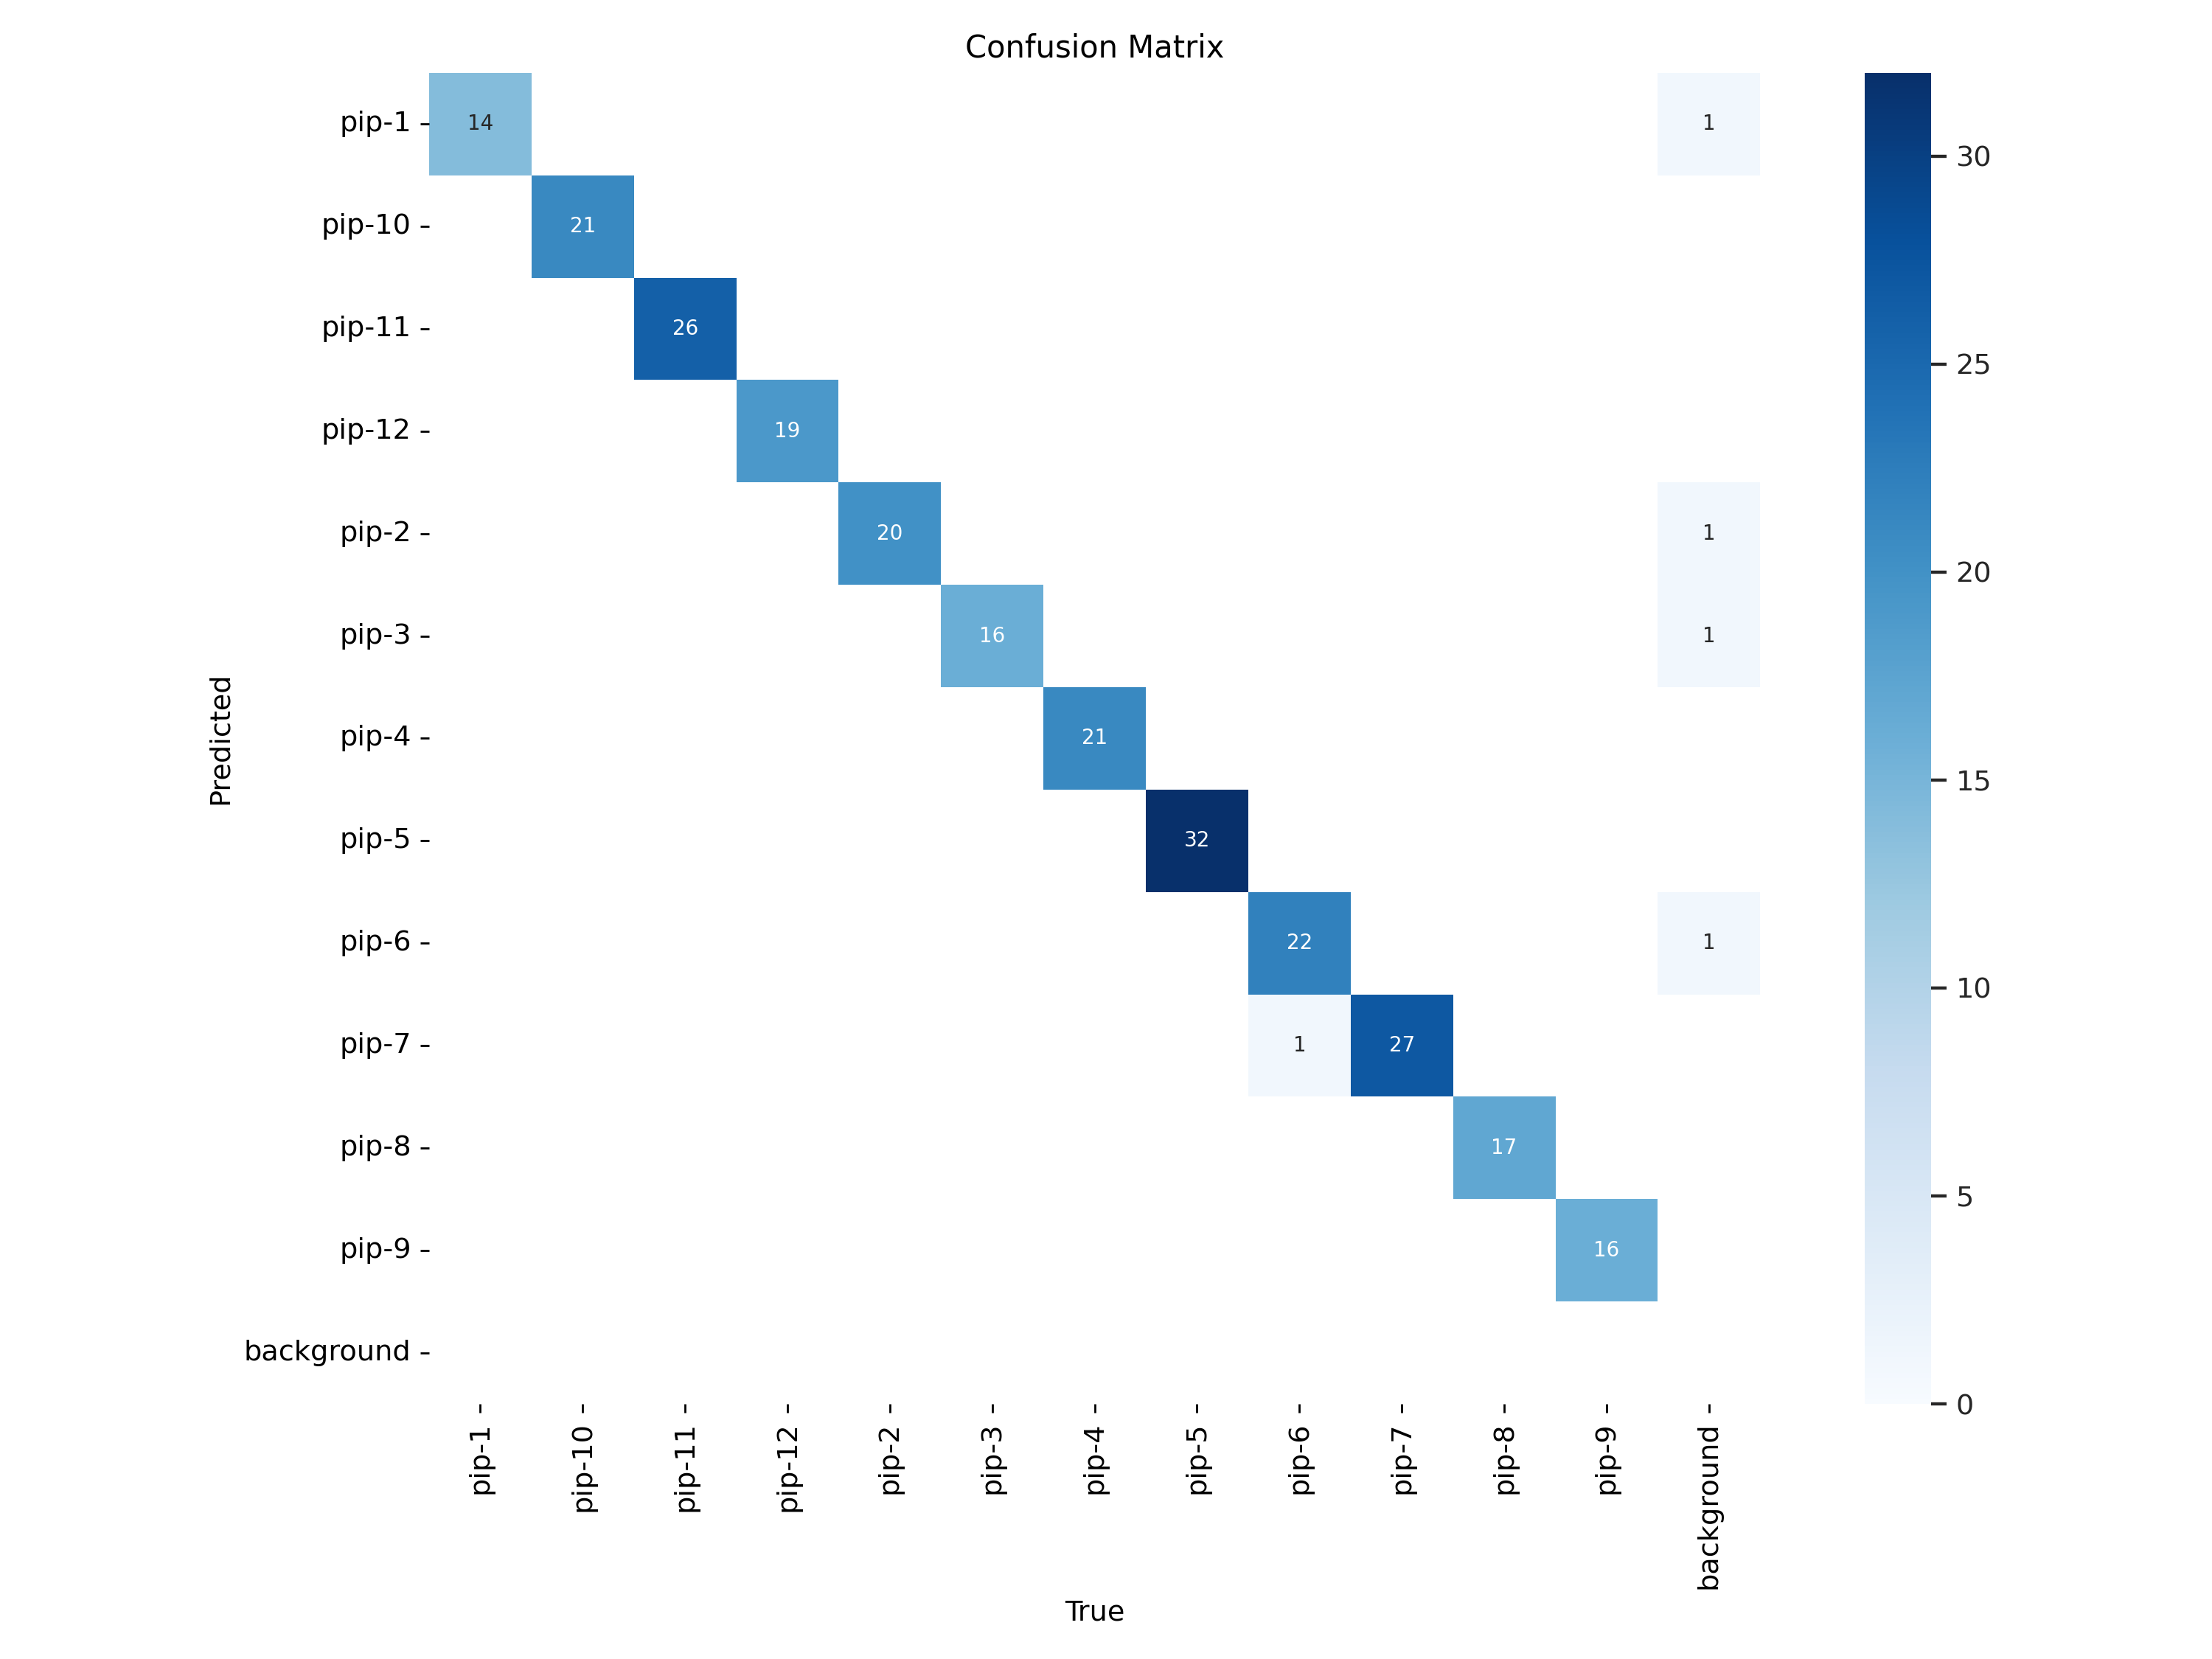 Confusion Matrix
pip-1 14 1
pip-10 21
pip-11 26
pip-12 19
pip-2 20 1
pip-3 16 1
pip-4 21
pip-5 32
pip-6 22 1
pip-7 1 27
pip-8 17
pip-9 16
background
Predicted
pip-1 pip-10 pip-11 pip-12 pip-2 pip-3 pip-4 pip-5 pip-6 pip-7 pip-8 pip-9 background
True
30
25
20
15
10
5
0